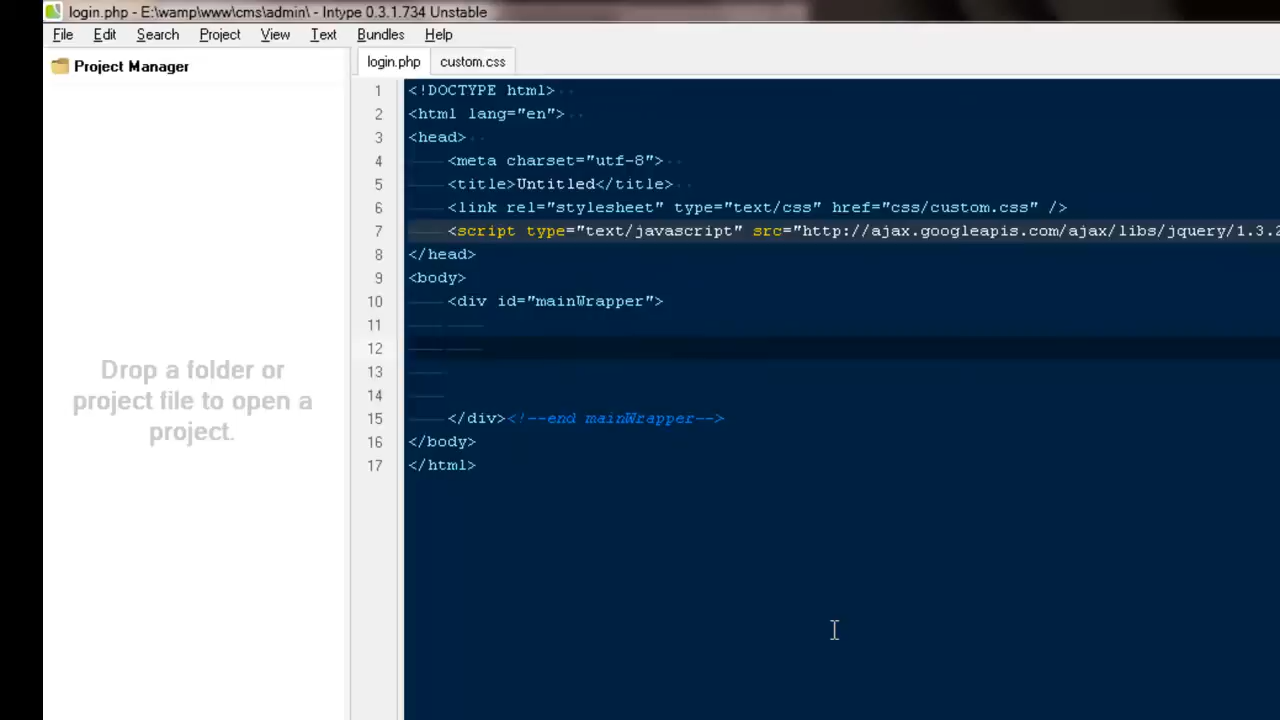 login.php - E:\wamp\www\cms\admin\ - Intype 0.3.1.734 Unstable
File Edit Search Project View Text Bundles Help
Project Manager
login.php custom.css
Drop a folder or
project file to open a
project.
1 <!DOCTYPE html>
2 <html lang="en">
3 <head>
4 <meta charset="utf-8">
5 <title>Untitled</title>
6 <link rel="stylesheet" type="text/css" href="css/custom.css" />
7 <script type="text/javascript" src="http://ajax.googleapis.com/ajax/libs/jquery/1.3.2
8 </head>
9 <body>
10 <div id="mainWrapper">
11
12
13
14
15 </div><!--end mainWrapper-->
16 </body>
17 </html>